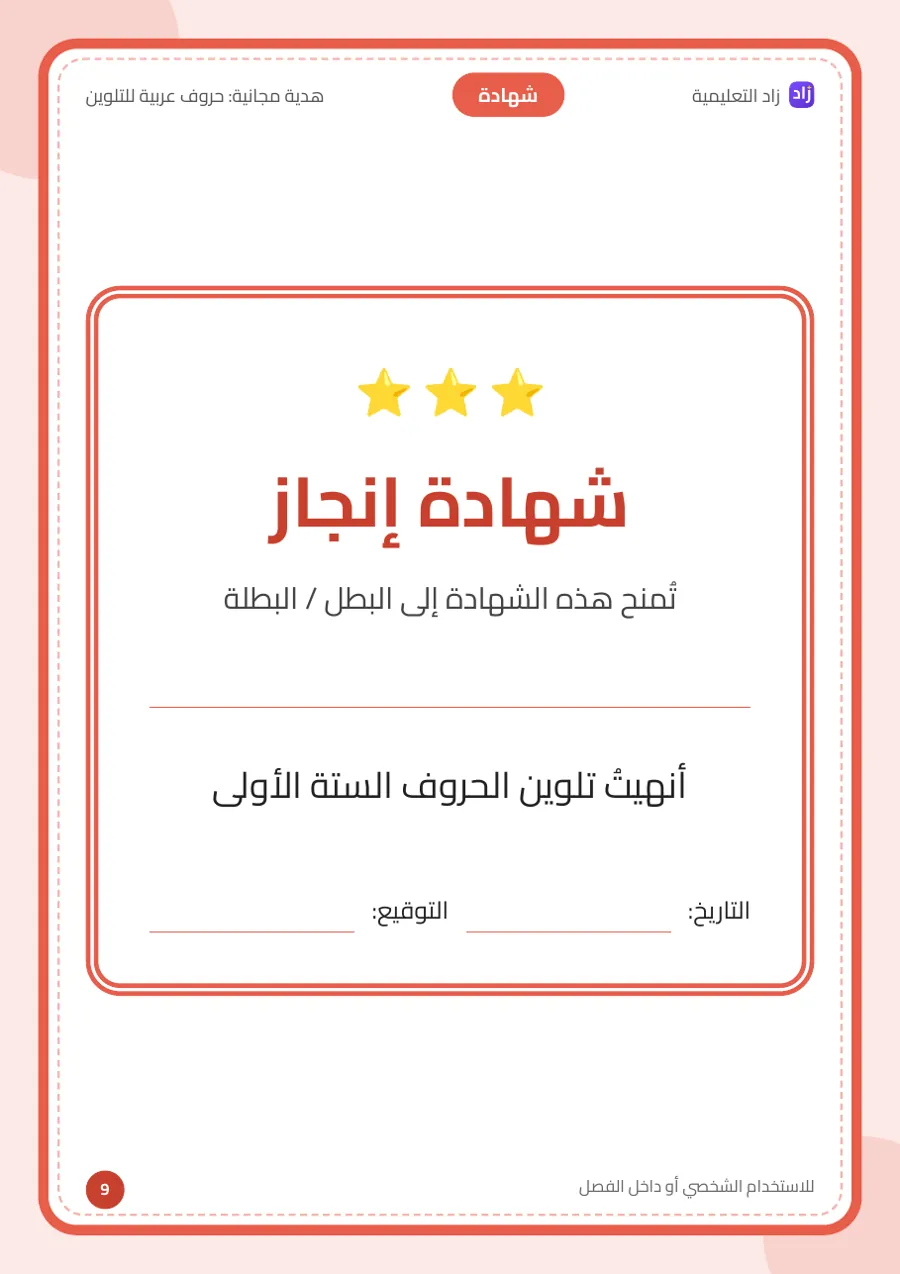 زاد زاد التعليمية
شهادة
هدية مجانية: حروف عربية للتلوين
شهادة إنجاز
تُمنح هذه الشهادة إلى البطل / البطلة
أنهيتُ تلوين الحروف الستة الأولى
التاريخ:
التوقيع:
للاستخدام الشخصي أو داخل الفصل
9